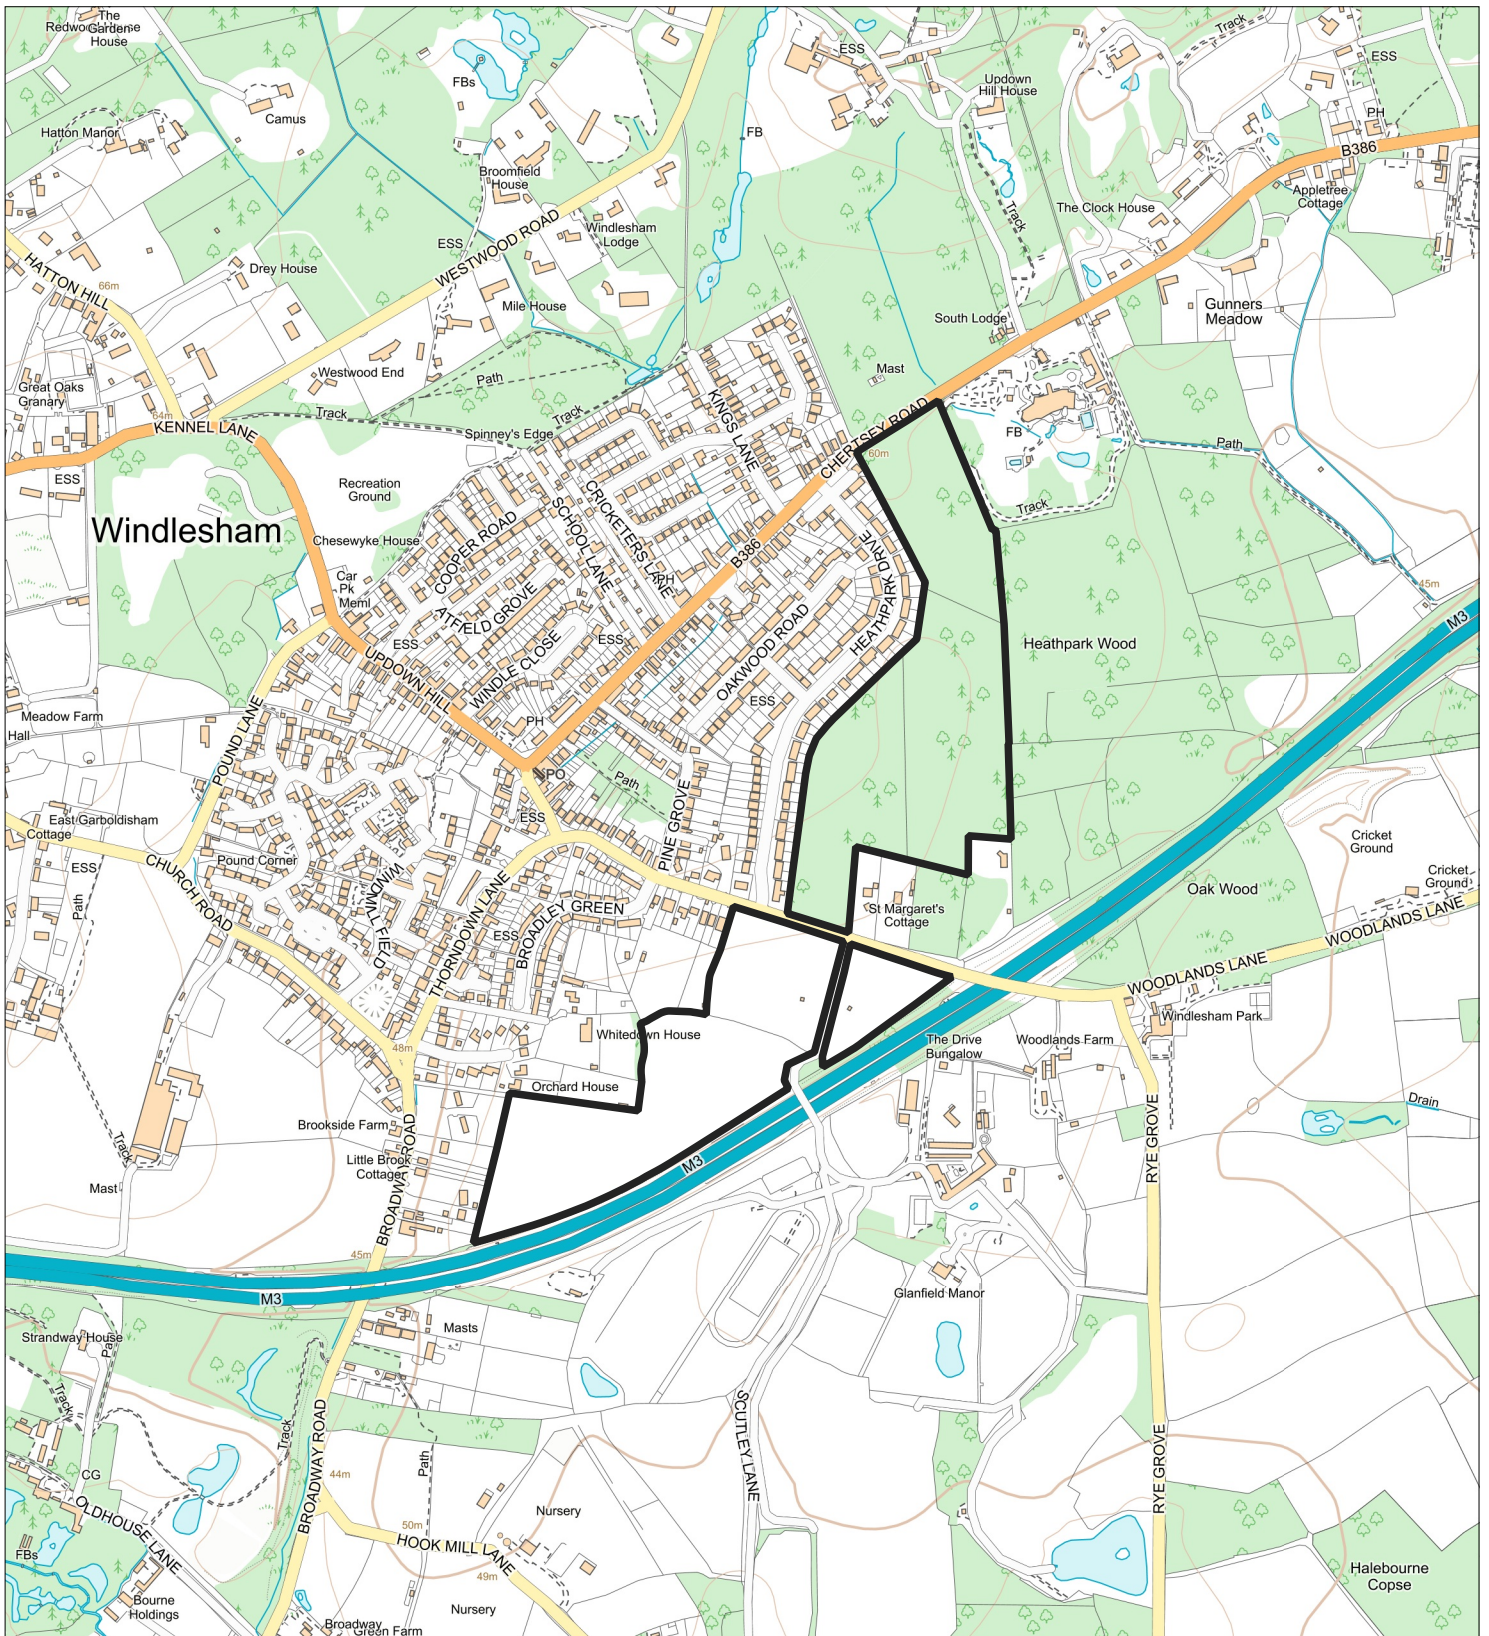 The
Redwood House
Garden
House
FBs
ESS
Track
ESS
Updown
Hill House
Camus
Hatton Manor
FB
PH
B386
Broomfield
House
Appletree
Cottage
Track
The Clock House
WESTWOOD ROAD
Windlesham
Lodge
ESS
HATTON HILL
Drey House
66m
Mile House
Gunners
Meadow
South Lodge
Westwood End
Mast
Great Oaks
Granary
Path
64m
KENNEL LANE
Track
Track
KINGS LANE
CHERTSEY ROAD
Spinney's Edge
FB
Path
60m
ESS
Recreation
Ground
CRICKETERS LANE
SCHOOL LANE
Track
Windlesham
COOPER ROAD
Chesewyke House
HEATHPARK DRIVE
B386
Car
Pk
Meml
PH
45m
ATFIELD GROVE
M3
OAKWOOD ROAD
ESS
ESS
Heathpark Wood
WINDLE CLOSE
UPDOWN HILL
ESS
Meadow Farm
Hall
PH
POUND LANE
PO
Path
PINE GROVE
East Garboldisham
Cottage
ESS
Cricket
Ground
Pound Corner
ESS
CHURCH ROAD
Cricket
Ground
WINDMILL FIELD
Oak Wood
Path
THORNDOWN LANE
BROADLEY GREEN
St Margaret's
Cottage
ESS
WOODLANDS LANE
WOODLANDS LANE
Windlesham Park
Whitedown House
The Drive
Bungalow
Woodlands Farm
48m
Orchard House
Drain
Brookside Farm
Track
Little Brook
Cottage
M3
RYE GROVE
Mast
BROADWAY ROAD
45m
M3
Glanfield Manor
Masts
Strandway House
Path
Track
SCUTLEY LANE
Track
BROADWAY ROAD
RYE GROVE
Path
CG
44m
OLDHOUSE LANE
Nursery
50m
HOOK MILL LANE
FBs
49m
Halebourne
Copse
Bourne
Holdings
Nursery
Broadway
Green Farm